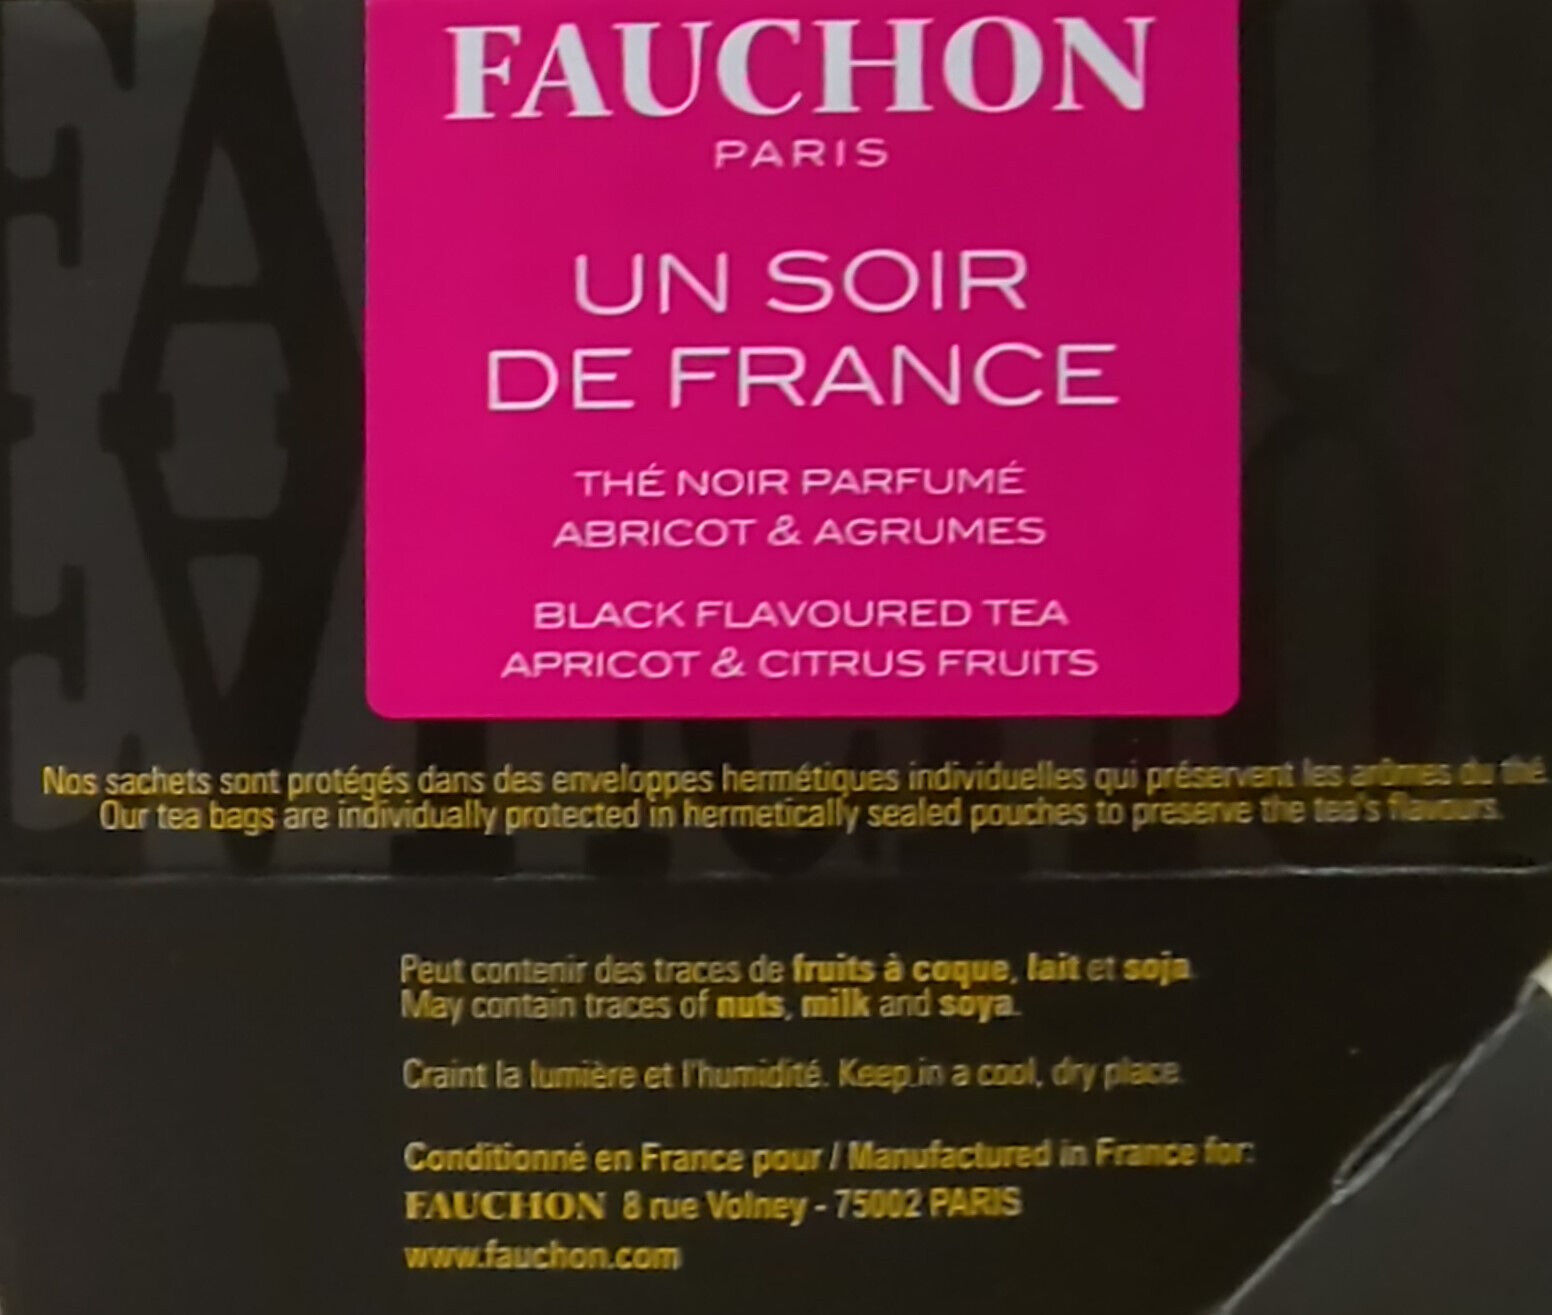 FAUCHON
PARIS
UN SOIR
DE FRANCE
THÉ NOIR PARFUMÉ
ABRICOT & AGRUMES
BLACK FLAVOURED TEA
APRICOT & CITRUS FRUITS
Nos sachets sont protégés dans des enveloppes hermétiques individuelles qui préservent les arômes du thé.
Our tea bags are individually protected in hermetically sealed pouches to preserve the tea's flavours.
Peut contenir des traces de fruits à coque, lait et soja.
May contain traces of nuts, milk and soya.
Craint la lumière et l'humidité. Keep in a cool, dry place.
Conditionné en France pour / Manufactured in France for:
FAUCHON 8 rue Volney - 75002 PARIS
www.fauchon.com